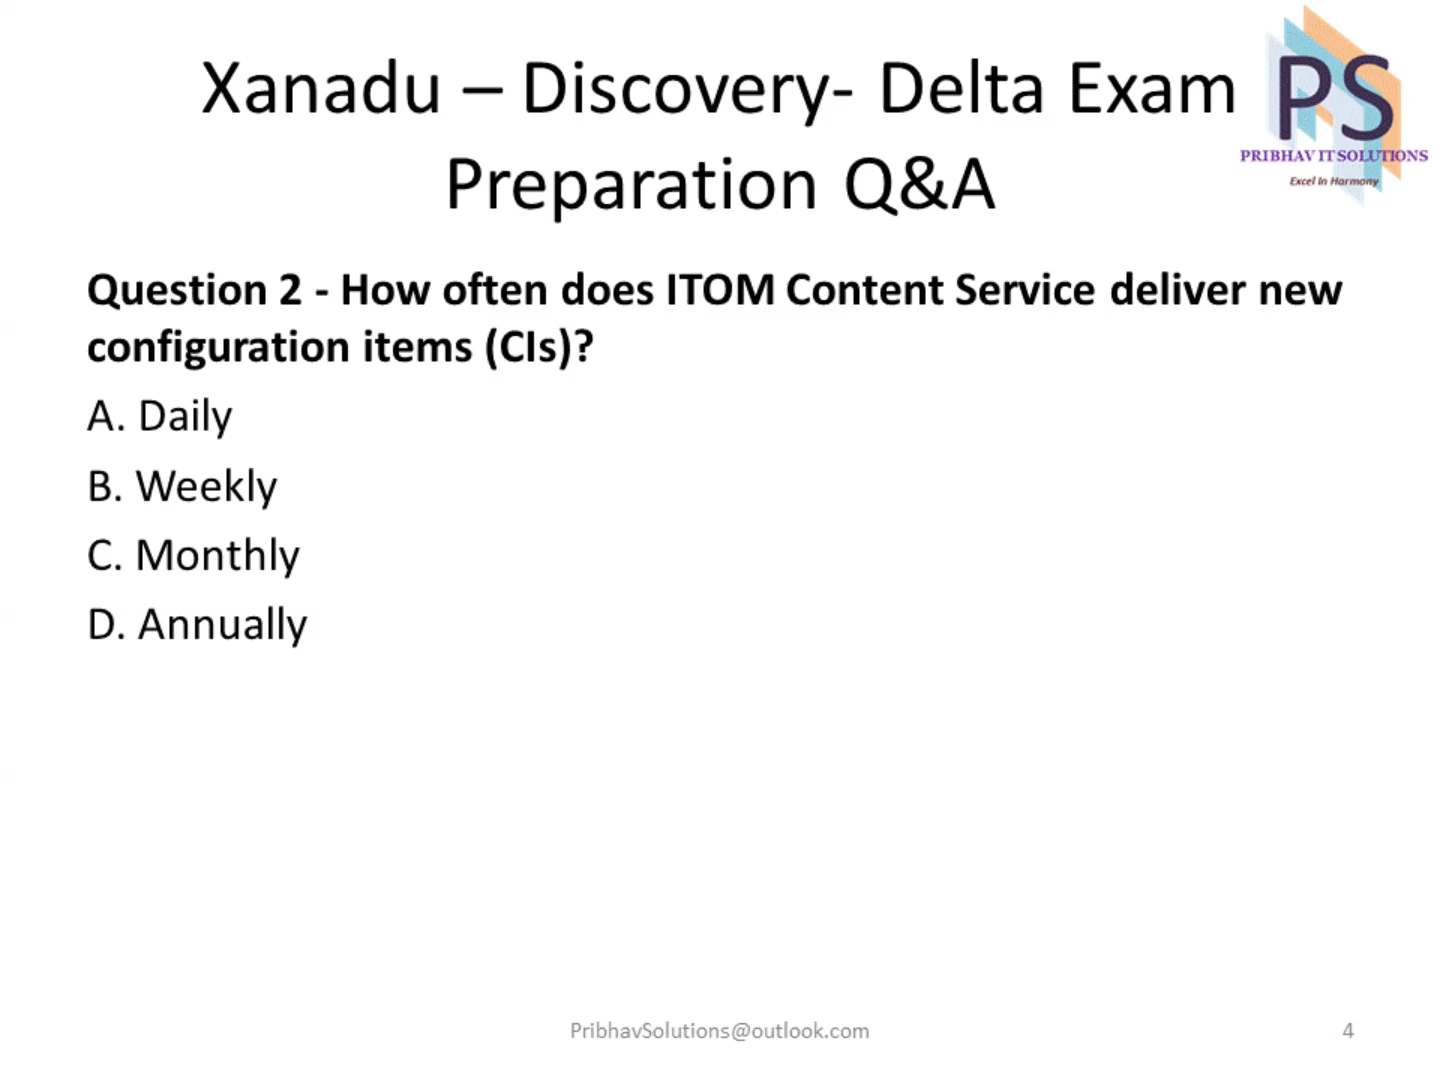 Xanadu – Discovery- Delta Exam
Preparation Q&A
PS
PRIBHAV IT SOLUTIONS
Excel In Harmony
Question 2 - How often does ITOM Content Service deliver new
configuration items (CIs)?
A. Daily
B. Weekly
C. Monthly
D. Annually
PribhavSolutions@outlook.com
4